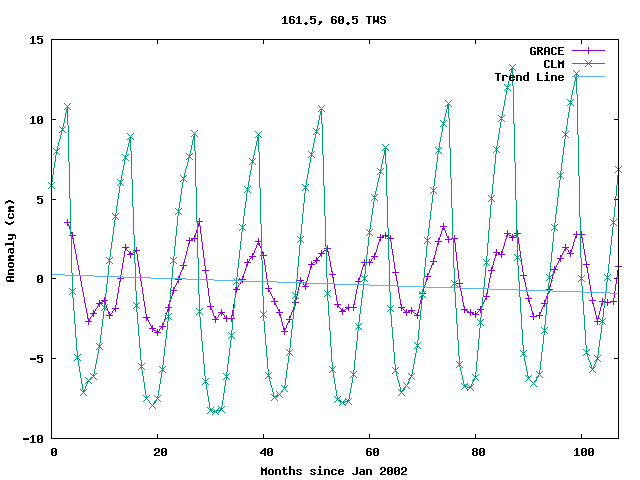 161.5, 60.5 TWS
15
GRACE
CLM
Trend Line
10
5
Anomaly (cm)
0
-5
-10
0 20 40 60 80 100
Months since Jan 2002